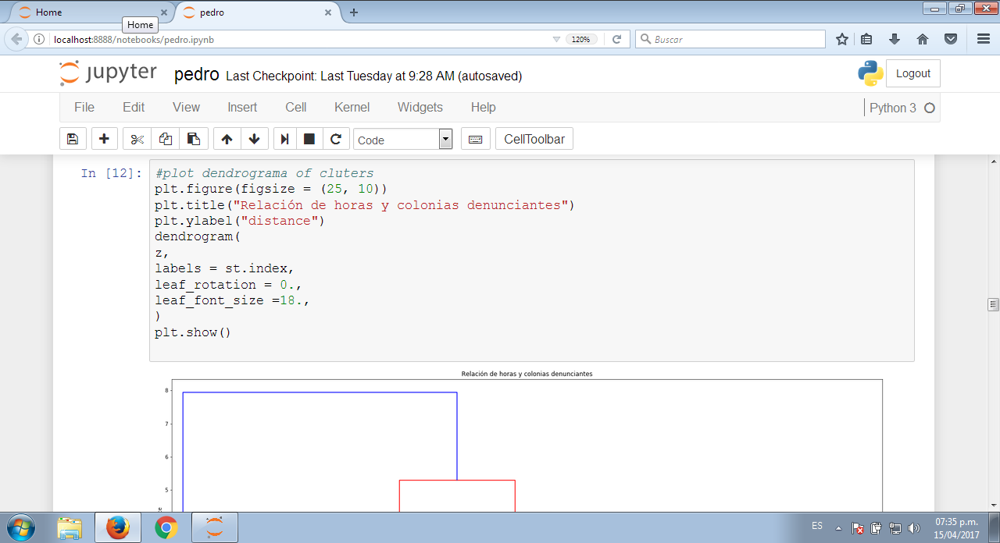 Home
pedro
Home
localhost:8888/notebooks/pedro.ipynb
120%
Buscar
jupyter
pedro Last Checkpoint: Last Tuesday at 9:28 AM (autosaved)
Logout
File Edit View Insert Cell Kernel Widgets Help
Python 3
Code
CellToolbar
In [12]:
#plot dendrograma of cluters
plt.figure(figsize = (25, 10))
plt.title("Relación de horas y colonias denunciantes")
plt.ylabel("distance")
dendrogram(
z,
labels = st.index,
leaf_rotation = 0.,
leaf_font_size =18.,
)
plt.show()
Relación de horas y colonias denunciantes
8
7
6
5
ES
07:35 p.m.
15/04/2017